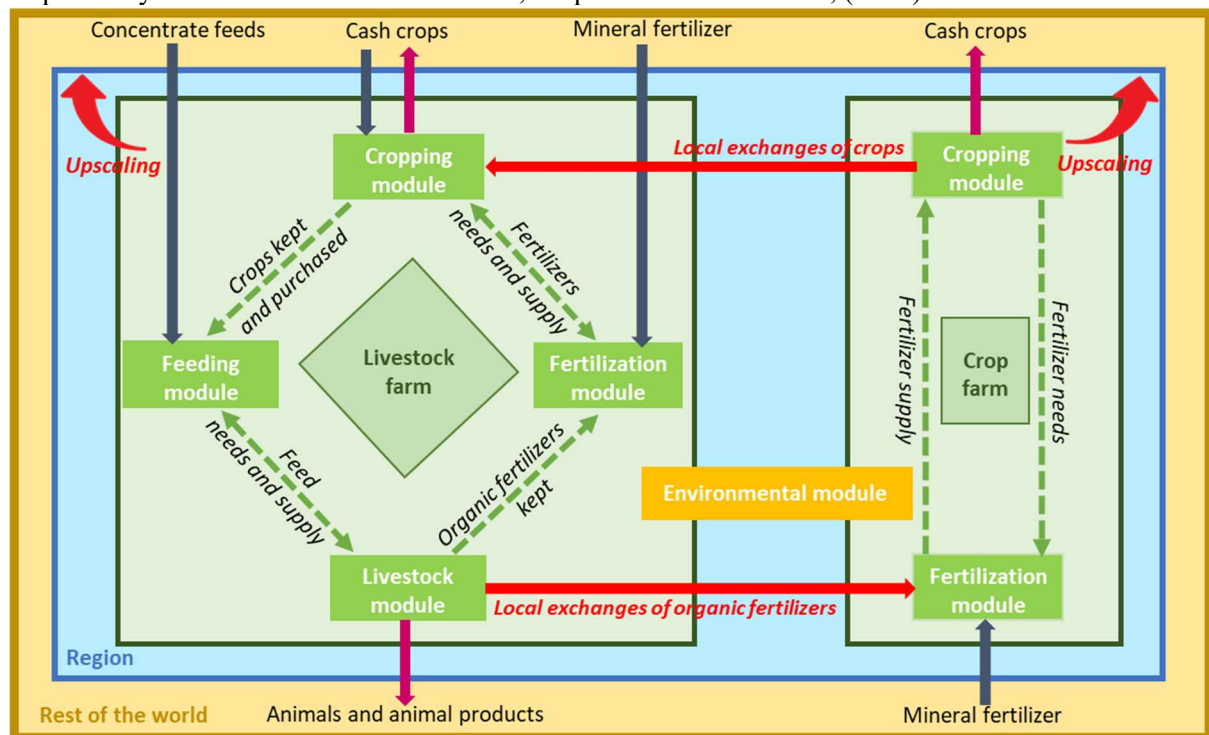 Concentrate feeds
Cash crops
Mineral fertilizer
Cash crops
Upscaling
Cropping
module
Local exchanges of crops
Cropping
module
Upscaling
Crops kept
and purchased
Fertilizers
needs and supply
Feeding
module
Livestock
farm
Fertilization
module
Fertilizer supply
Crop
farm
Fertilizer needs
Feed
needs and supply
Organic fertilizers
kept
Environmental module
Livestock
module
Local exchanges of organic fertilizers
Fertilization
module
Region
Rest of the world
Animals and animal products
Mineral fertilizer